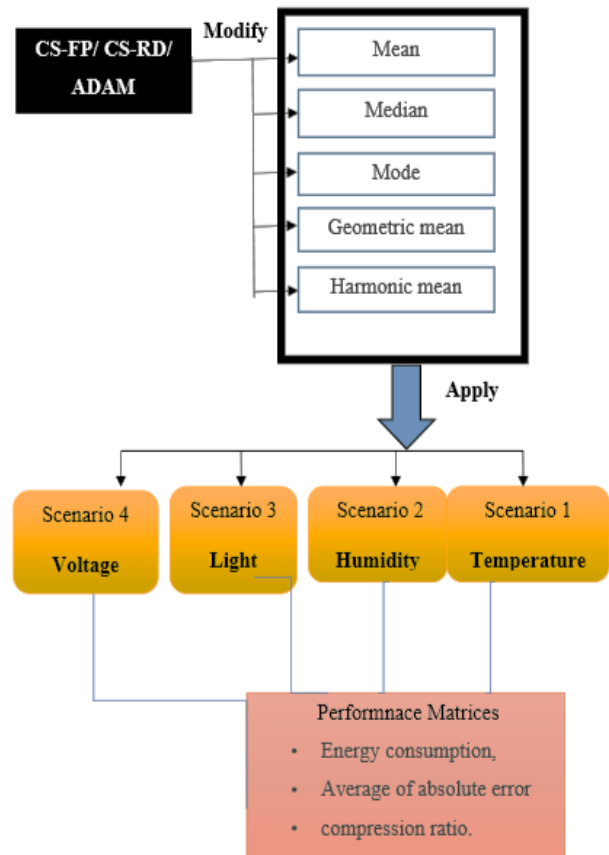 CS-FP/ CS-RD/
ADAM
Modify
Mean
Median
Mode
Geometric mean
Harmonic mean
Apply
Scenario 4
Voltage
Scenario 3
Light
Scenario 2
Humidity
Scenario 1
Temperature
Performnace Matrices
• Energy consumption,
• Average of absolute error
• compression ratio.